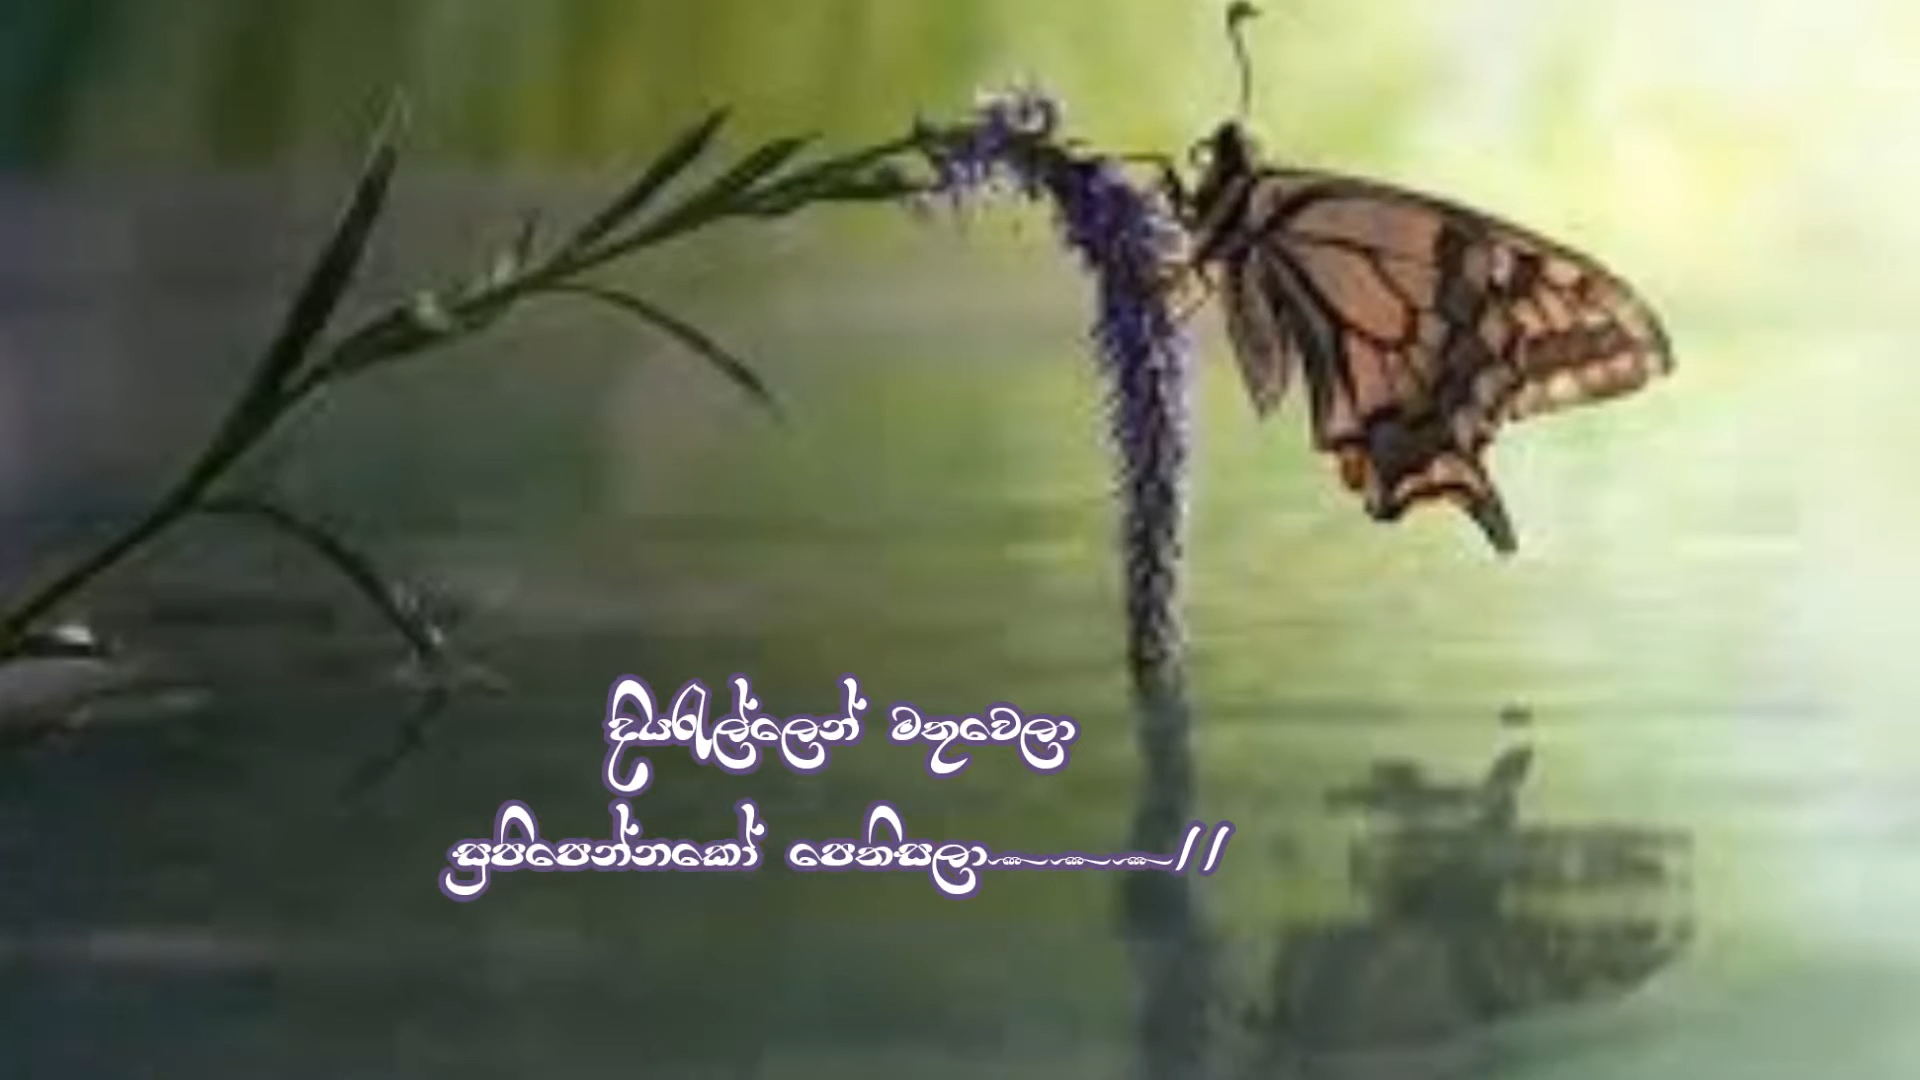 දියරැල්ලෙන් මතුවෙලා
සුපිපෙන්නකෝ පෙතිසලා.......//